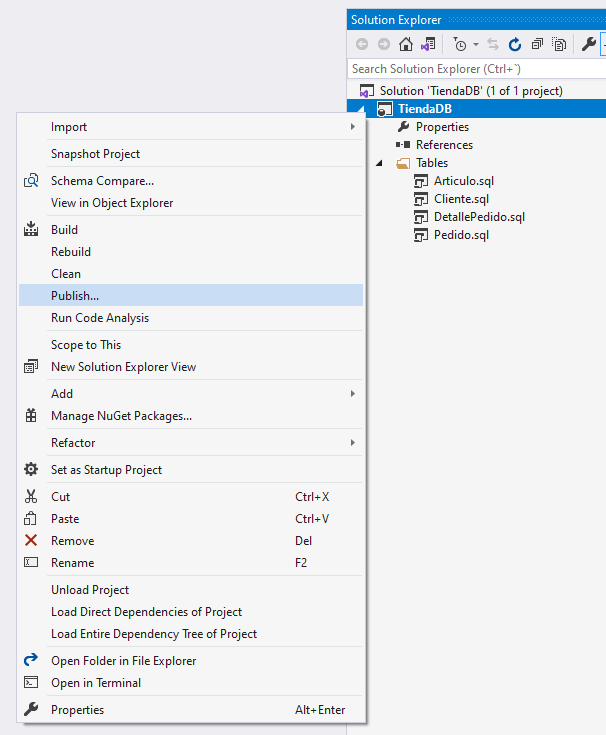 Solution Explorer
Search Solution Explorer (Ctrl+`)
Solution 'TiendaDB' (1 of 1 project)
TiendaDB
Properties
References
Tables
Articulo.sql
Cliente.sql
DetallePedido.sql
Pedido.sql
Import
Snapshot Project
Schema Compare...
View in Object Explorer
Build
Rebuild
Clean
Publish...
Run Code Analysis
Scope to This
New Solution Explorer View
Add
Manage NuGet Packages...
Refactor
Set as Startup Project
Cut Ctrl+X
Paste Ctrl+V
Remove Del
Rename F2
Unload Project
Load Direct Dependencies of Project
Load Entire Dependency Tree of Project
Open Folder in File Explorer
Open in Terminal
Properties Alt+Enter